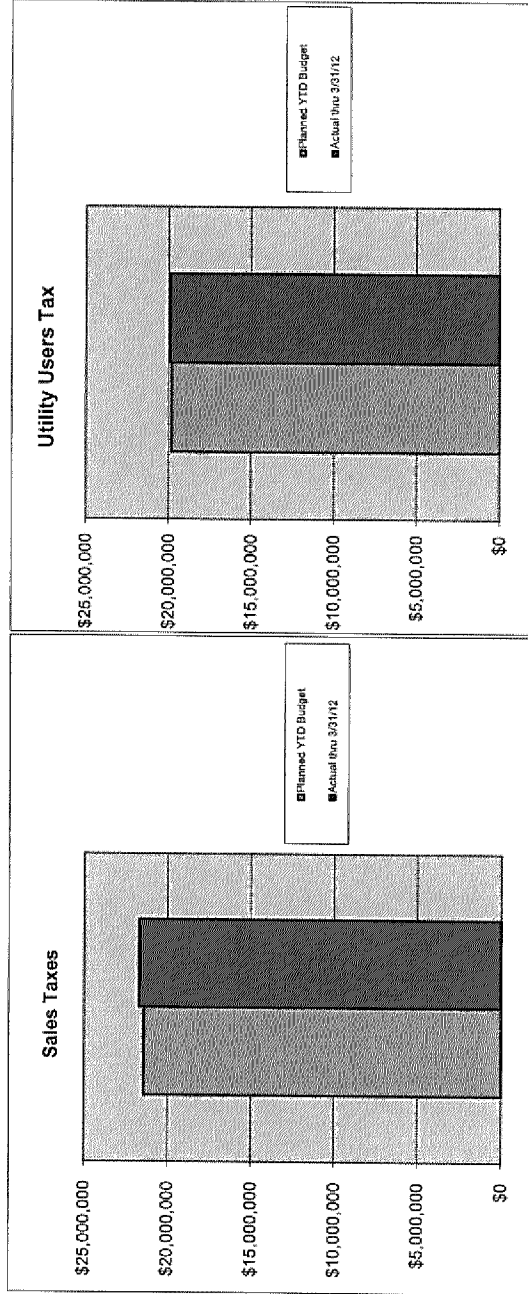 Sales Taxes
$25,000,000
$20,000,000
$15,000,000
$10,000,000
$5,000,000
$0
Planned YTD Budget
Actual thru 3/31/12
Utility Users Tax
$25,000,000
$20,000,000
$15,000,000
$10,000,000
$5,000,000
$0
Planned YTD Budget
Actual thru 3/31/12